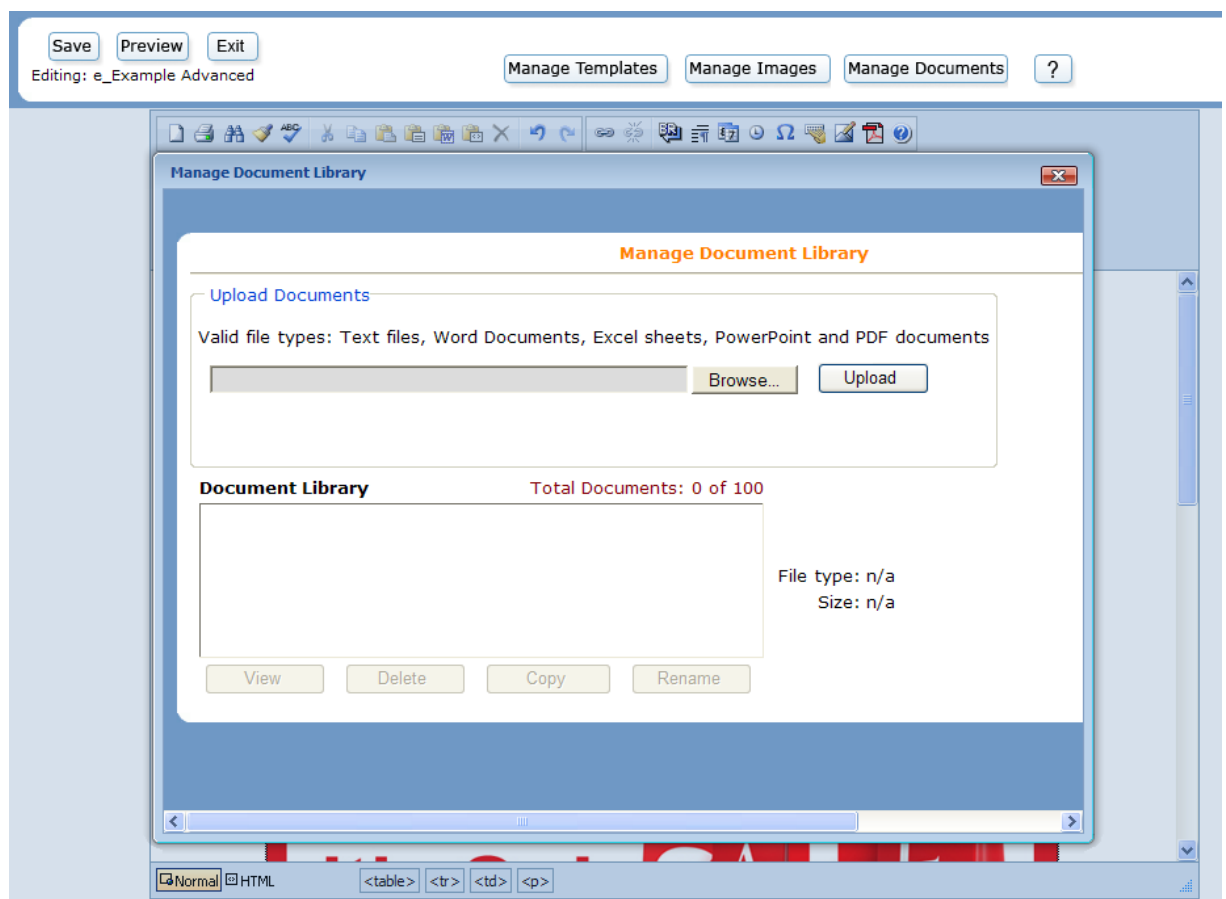 Save Preview Exit
Editing: e_Example Advanced
Manage Templates Manage Images Manage Documents ?
Manage Document Library
Manage Document Library
Upload Documents
Valid file types: Text files, Word Documents, Excel sheets, PowerPoint and PDF documents
Browse... Upload
Document Library Total Documents: 0 of 100
File type: n/a
Size: n/a
View Delete Copy Rename
Normal HTML <table> <tr> <td> <p>